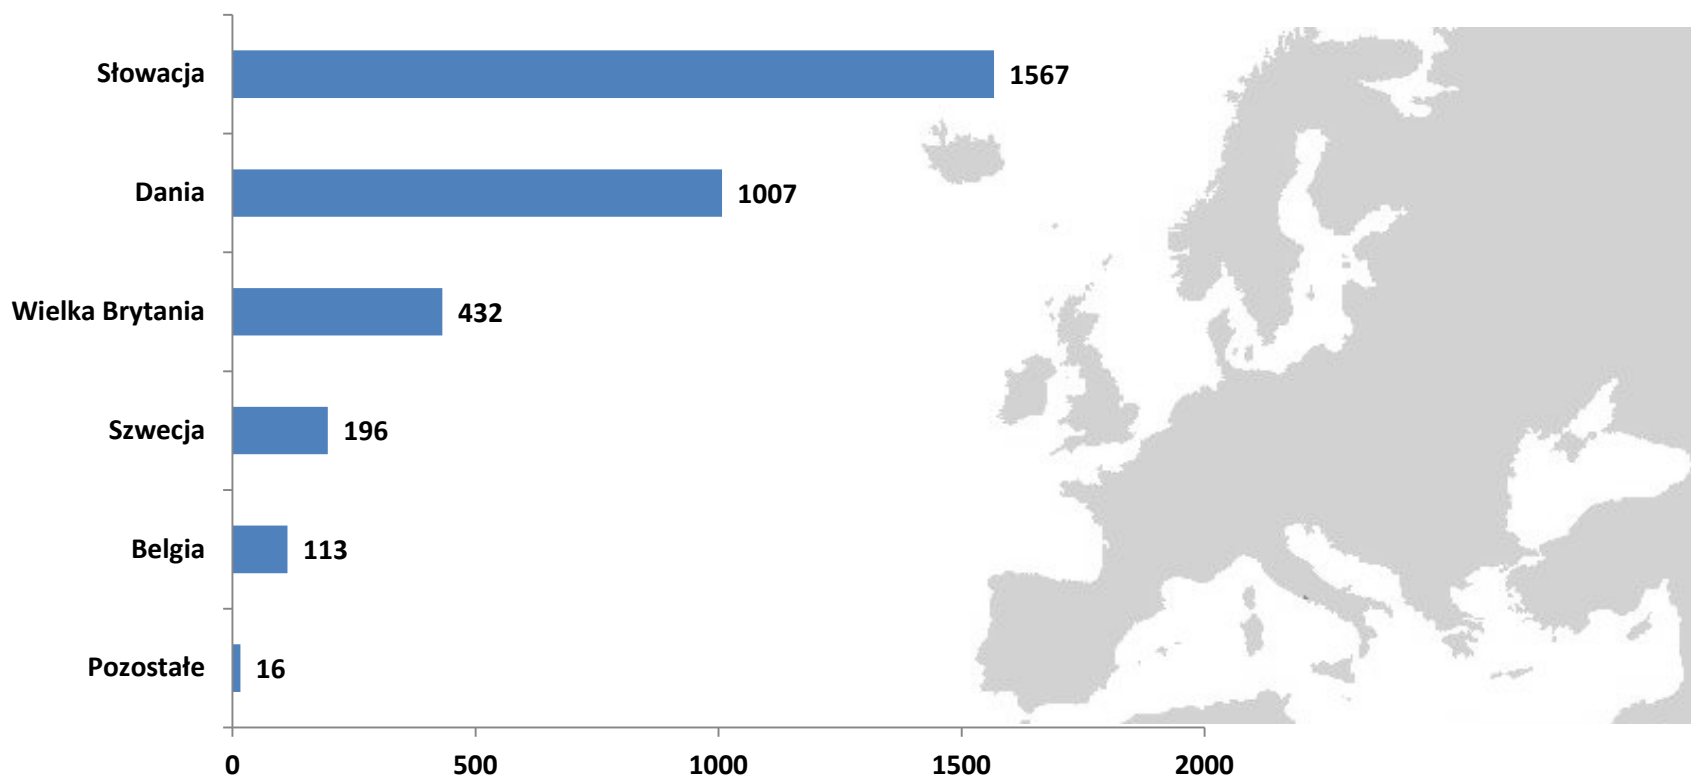 Słowacja 1567
Dania 1007
Wielka Brytania 432
Szwecja 196
Belgia 113
Pozostałe 16
0 500 1000 1500 2000